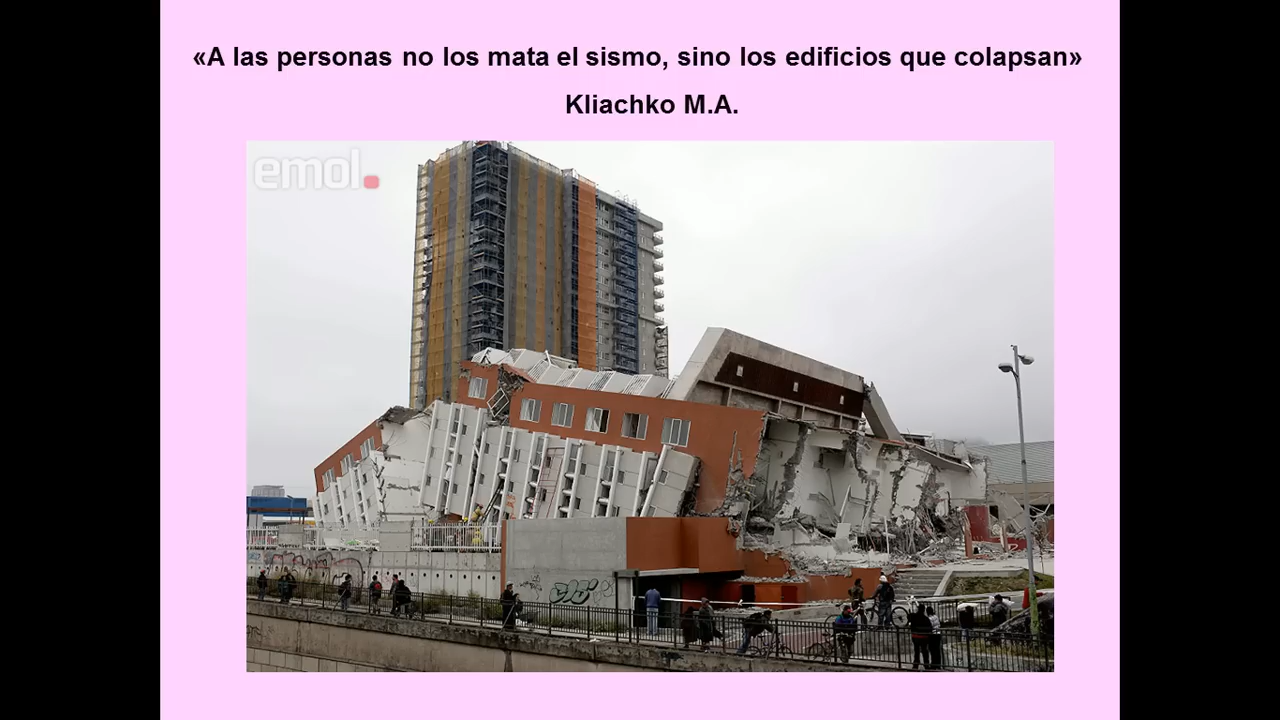 «A las personas no los mata el sismo, sino los edificios que colapsan»
Kliachko M.A.
emol.